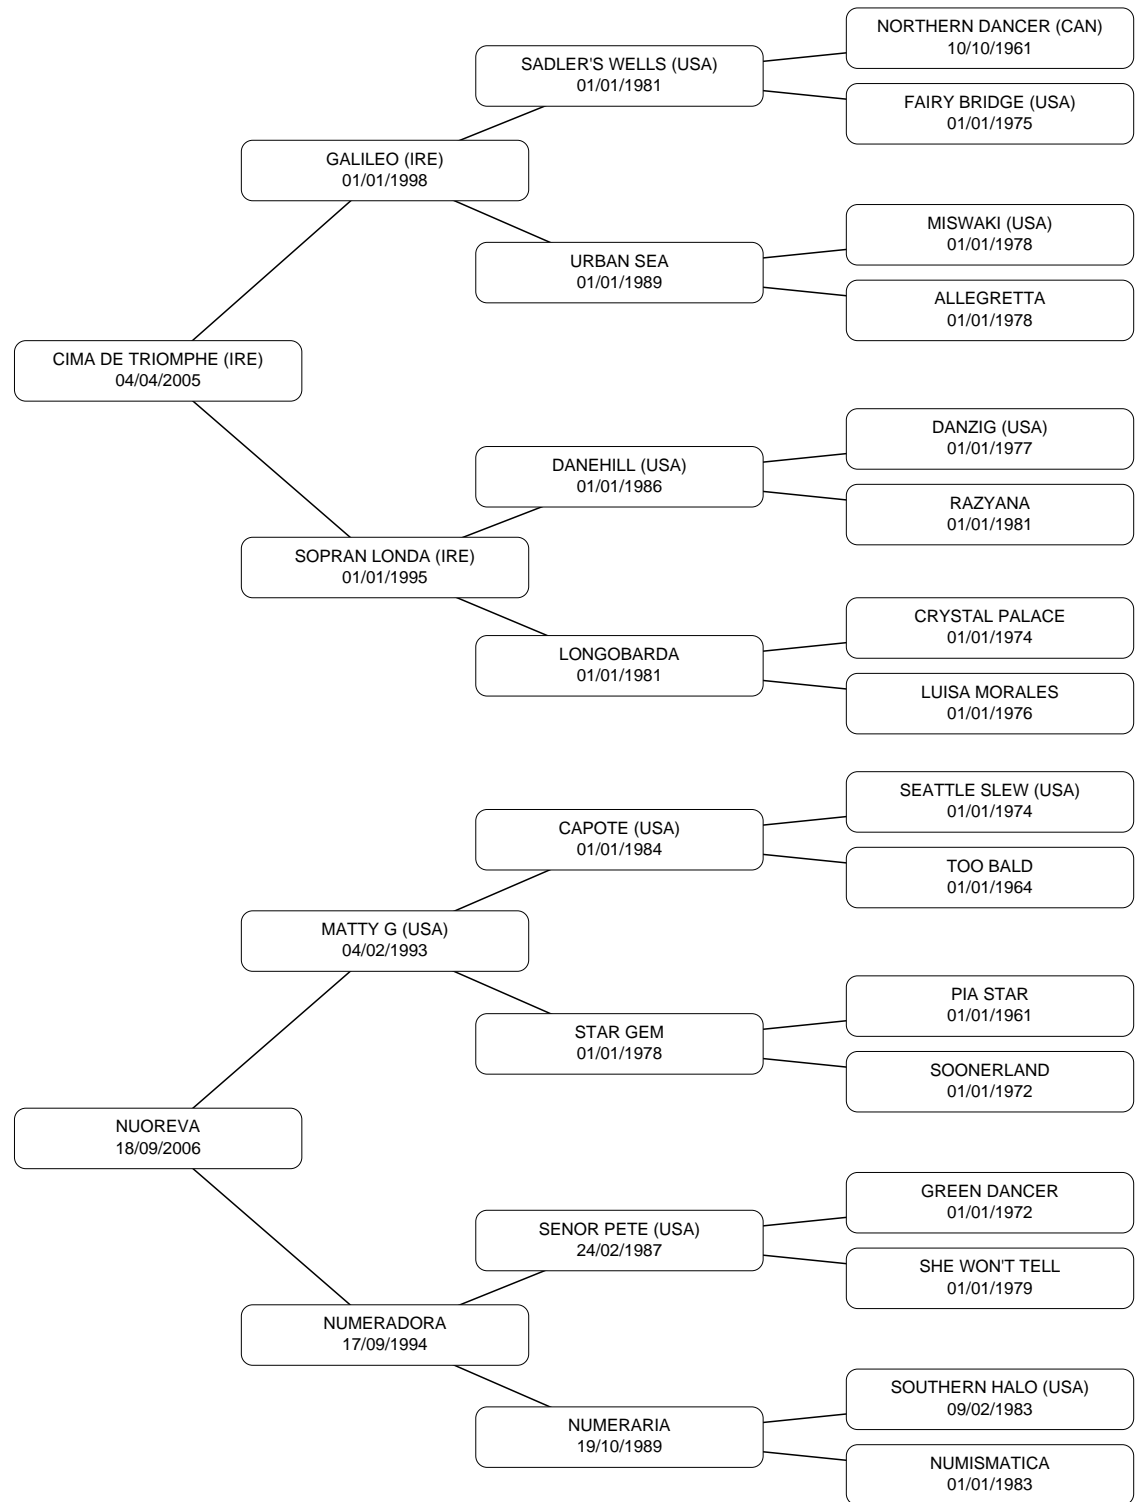 NORTHERN DANCER (CAN)
10/10/1961
SADLER'S WELLS (USA)
01/01/1981
FAIRY BRIDGE (USA)
01/01/1975
GALILEO (IRE)
01/01/1998
MISWAKI (USA)
01/01/1978
URBAN SEA
01/01/1989
ALLEGRETTA
01/01/1978
CIMA DE TRIOMPHE (IRE)
04/04/2005
DANZIG (USA)
01/01/1977
DANEHILL (USA)
01/01/1986
RAZYANA
01/01/1981
SOPRAN LONDA (IRE)
01/01/1995
CRYSTAL PALACE
01/01/1974
LONGOBARDA
01/01/1981
LUISA MORALES
01/01/1976
SEATTLE SLEW (USA)
01/01/1974
CAPOTE (USA)
01/01/1984
TOO BALD
01/01/1964
MATTY G (USA)
04/02/1993
PIA STAR
01/01/1961
STAR GEM
01/01/1978
SOONERLAND
01/01/1972
NUOREVA
18/09/2006
GREEN DANCER
01/01/1972
SENOR PETE (USA)
24/02/1987
SHE WON'T TELL
01/01/1979
NUMERADORA
17/09/1994
SOUTHERN HALO (USA)
09/02/1983
NUMERARIA
19/10/1989
NUMISMATICA
01/01/1983